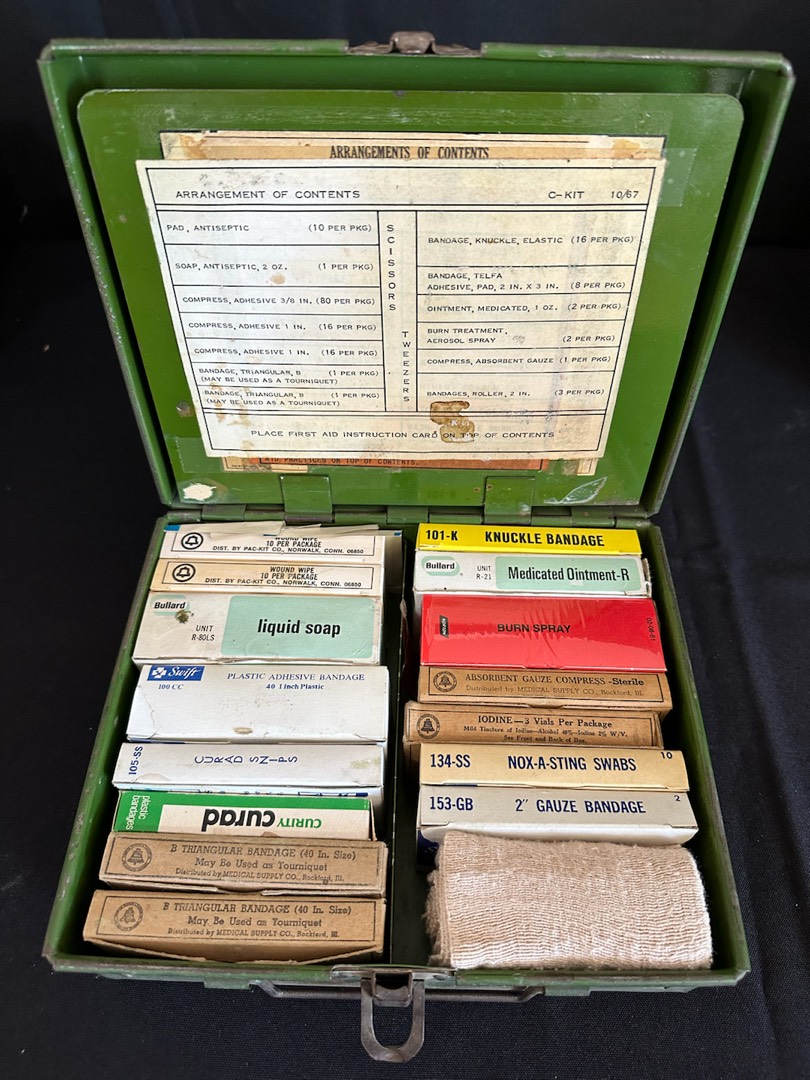 ARRANGEMENTS OF CONTENTS
ARRANGEMENT OF CONTENTS C-KIT 10/67
PAD, ANTISEPTIC (10 PER PKG)
SOAP, ANTISEPTIC, 2 OZ. (1 PER PKG)
COMPRESS, ADHESIVE 3/8 IN. (80 PER PKG)
COMPRESS, ADHESIVE 1 IN. (16 PER PKG)
COMPRESS, ADHESIVE 1 IN. (16 PER PKG)
BANDAGE, TRIANGULAR, B (1 PER PKG)
(MAY BE USED AS A TOURNIQUET)
BANDAGE, TRIANGULAR, B (1 PER PKG)
(MAY BE USED AS A TOURNIQUET)
SCISSORS
TWEEZERS
BANDAGE, KNUCKLE, ELASTIC (16 PER PKG)
BANDAGE, TELFA
ADHESIVE, PAD, 2 IN. X 3 IN. (8 PER PKG)
OINTMENT, MEDICATED, 1 OZ. (2 PER PKG)
BURN TREATMENT,
AEROSOL SPRAY (2 PER PKG)
COMPRESS, ABSORBENT GAUZE (1 PER PKG)
BANDAGES, ROLLER, 2 IN. (3 PER PKG)
PLACE FIRST AID INSTRUCTION CARD ON TOP OF CONTENTS
AID PRACTICES ON TOP OF CONTENTS.
WOUND WIPE
10 PER PACKAGE
DIST. BY PAC-KIT CO., NORWALK, CONN. 06850
WOUND WIPE
10 PER PACKAGE
DIST. BY PAC-KIT CO., NORWALK, CONN. 06850
Bullard
UNIT
R-80LS
liquid soap
Swift
100 CC
PLASTIC ADHESIVE BANDAGE
40 1 inch Plastic
105-SS
CURAD SNIPS
plastic
bandages
CURITY curad
B TRIANGULAR BANDAGE (40 In. Size)
May Be Used as Tourniquet
Distributed by MEDICAL SUPPLY CO., Rockford, Ill.
B TRIANGULAR BANDAGE (40 In. Size)
May Be Used as Tourniquet
Distributed by MEDICAL SUPPLY CO., Rockford, Ill.
101-K KNUCKLE BANDAGE
Bullard
UNIT
R-21
Medicated Ointment-R
BURN SPRAY
ABSORBENT GAUZE COMPRESS -Sterile
Distributed by MEDICAL SUPPLY CO., Rockford, Ill.
IODINE—3 Vials Per Package
Mild Tincture of Iodine—Alcohol 46%—Iodine 2% W/V.
See Front and Back of Box
134-SS NOX-A-STING SWABS 10
153-GB 2" GAUZE BANDAGE 2